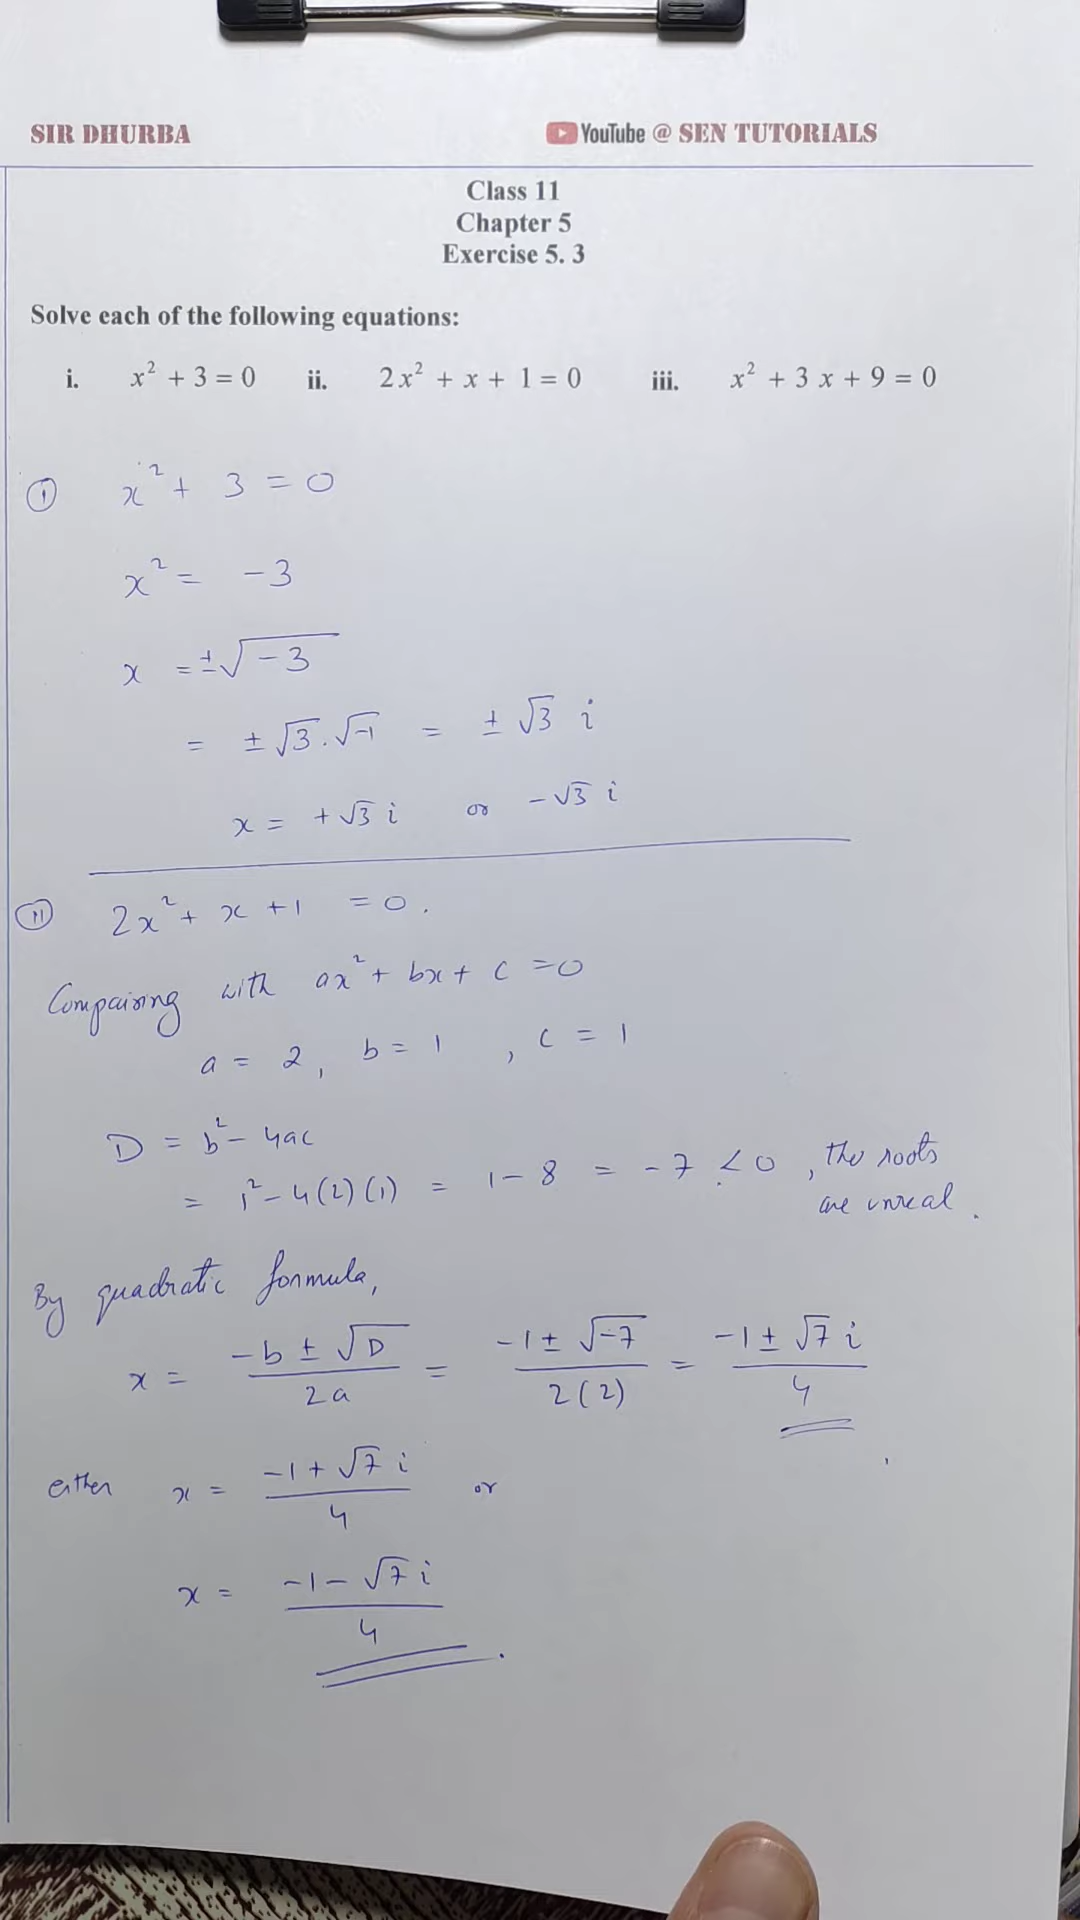 SIR DHURBA YouTube @ SEN TUTORIALS
Class 11
Chapter 5
Exercise 5. 3
Solve each of the following equations:
i. x² + 3 = 0 ii. 2x² + x + 1 = 0 iii. x² + 3 x + 9 = 0
(i) x² + 3 = 0
x² = -3
x = ±√-3
= ±√3.√-1 = ±√3 i
x = +√3 i or -√3 i
(ii) 2x² + x + 1 = 0.
Comparing with ax² + bx + c = 0
a = 2, b = 1, c = 1
D = b² - 4ac
= 1² - 4(2)(1) = 1 - 8 = -7 < 0, the roots
are unreal.
By quadratic formula,
x = (-b ± √D)/2a = (-1 ± √-7)/2(2) = (-1 ± √7 i)/4
either x = (-1 + √7 i)/4 or
x = (-1 - √7 i)/4.